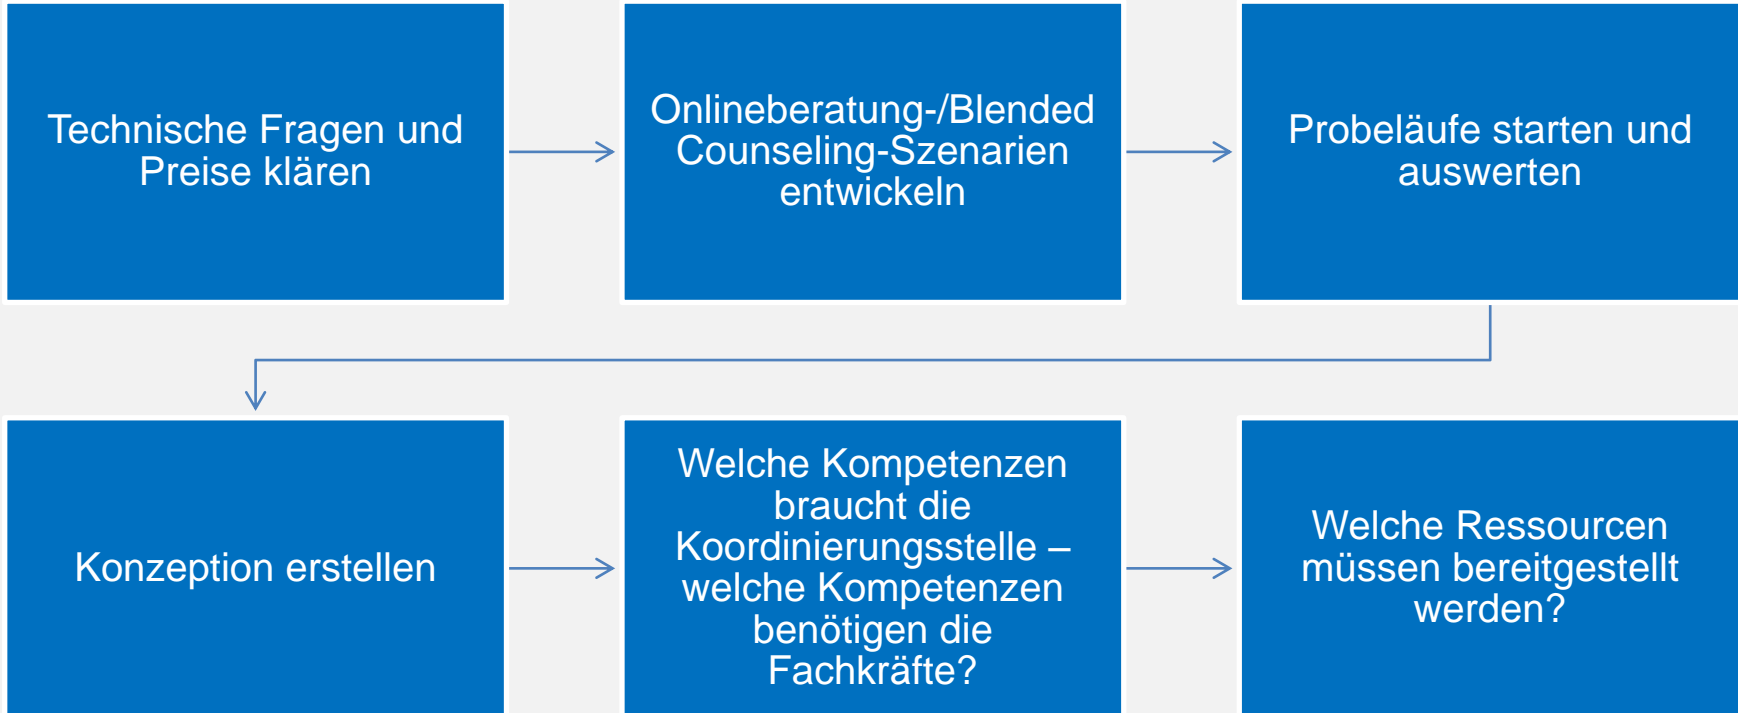 Technische Fragen und
Preise klären
Onlineberatung-/Blended
Counseling-Szenarien
entwickeln
Probeläufe starten und
auswerten
Konzeption erstellen
Welche Kompetenzen
braucht die
Koordinierungsstelle –
welche Kompetenzen
benötigen die
Fachkräfte?
Welche Ressourcen
müssen bereitgestellt
werden?